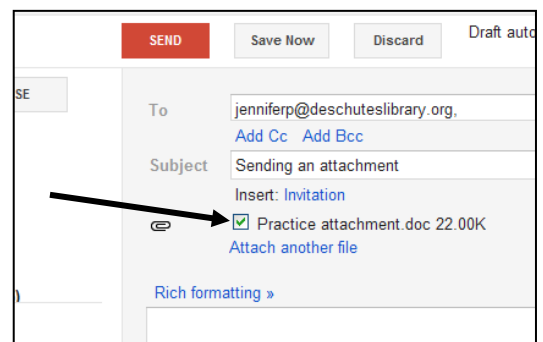 SEND Save Now Discard Draft auto
SE
To jenniferp@deschuteslibrary.org,
Add Cc Add Bcc
Subject Sending an attachment
Insert: Invitation
Practice attachment.doc 22.00K
Attach another file
)
Rich formatting »